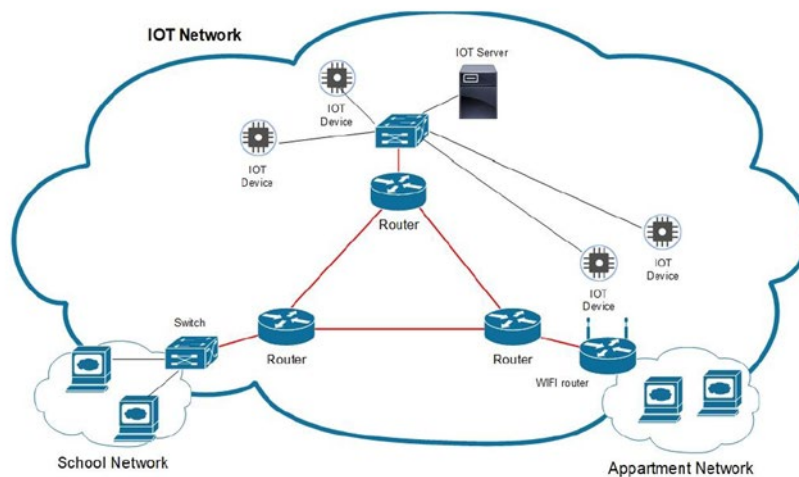 IOT Network
IOT Server
IOT
Device
IOT
Device
Router
IOT
Device
IOT
Device
Switch
Router
Router
WIFI router
School Network
Appartment Network